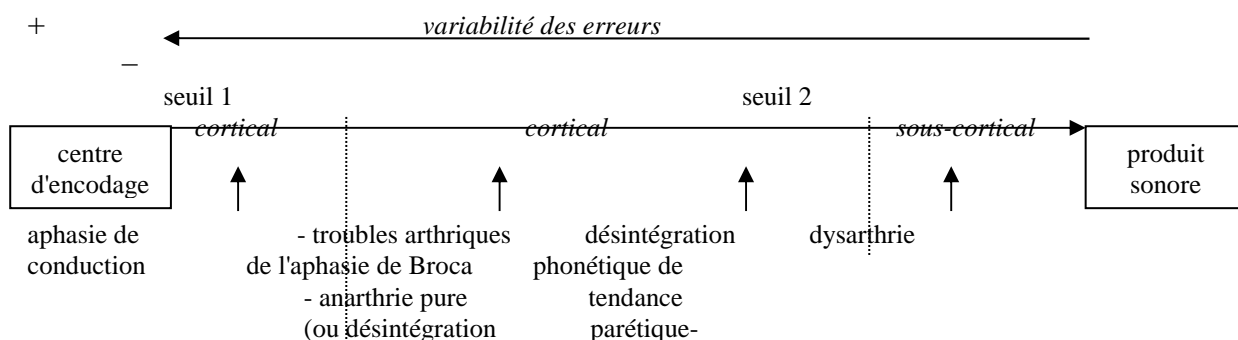 + variabilité des erreurs
−
seuil 1 seuil 2
cortical cortical sous-cortical
centre d'encodage
produit sonore
aphasie de conduction
- troubles arthriques de l'aphasie de Broca
- anarthrie pure
(ou désintégration
désintégration phonétique de tendance parétique-
dysarthrie